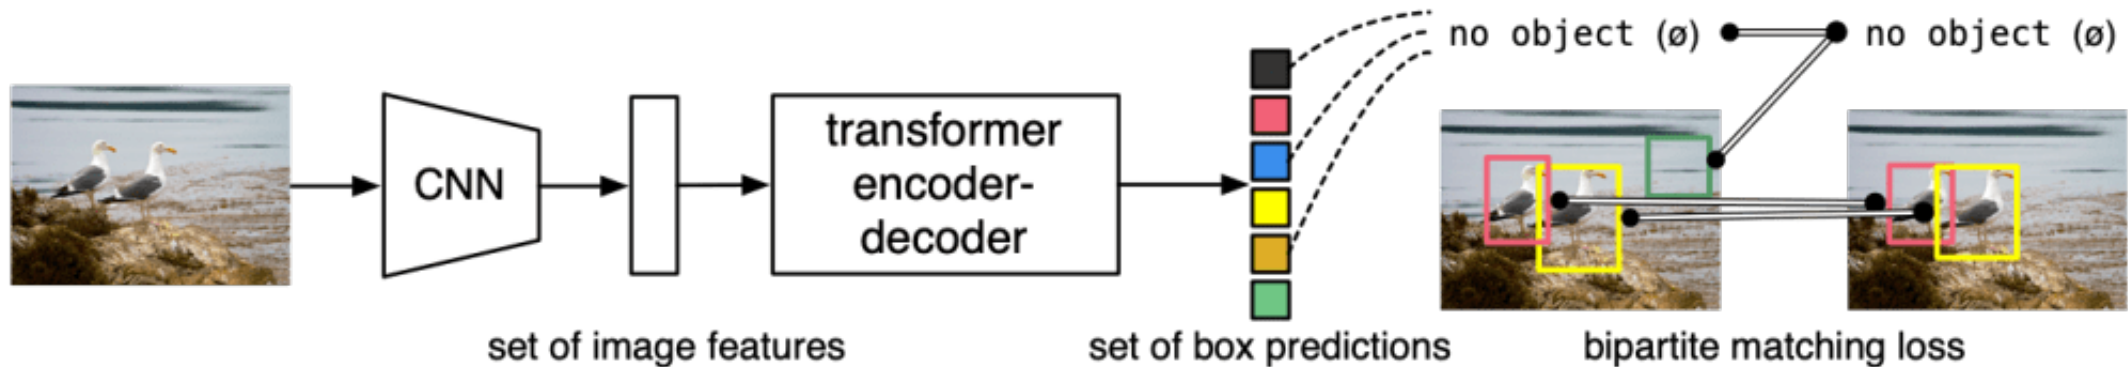 no object (ø)
no object (ø)
CNN
transformer
encoder-
decoder
set of image features
set of box predictions
bipartite matching loss